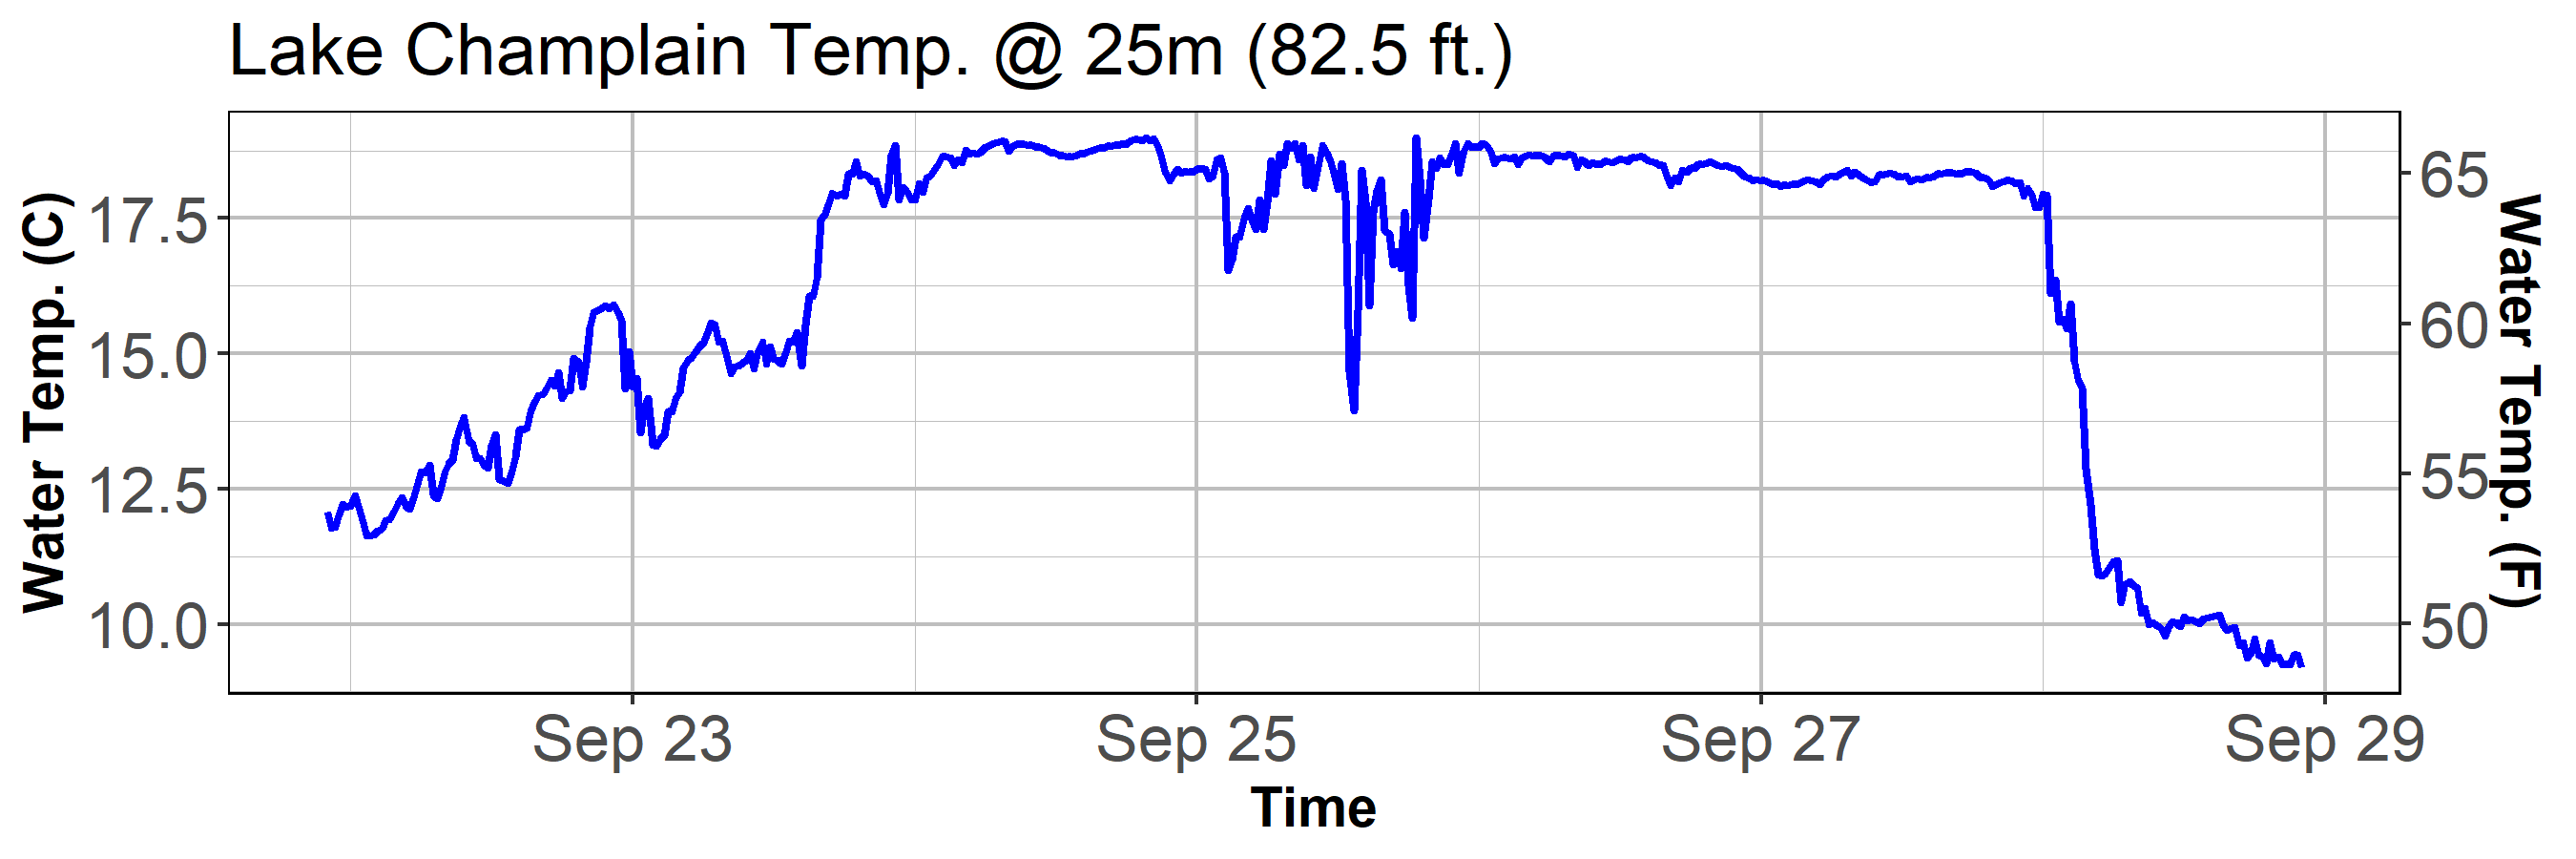 Lake Champlain Temp. @ 25m (82.5 ft.)
Water Temp. (C)
17.5
15.0
12.5
10.0
65
60
55
50
Water Temp. (F)
Sep 23
Sep 25
Sep 27
Sep 29
Time